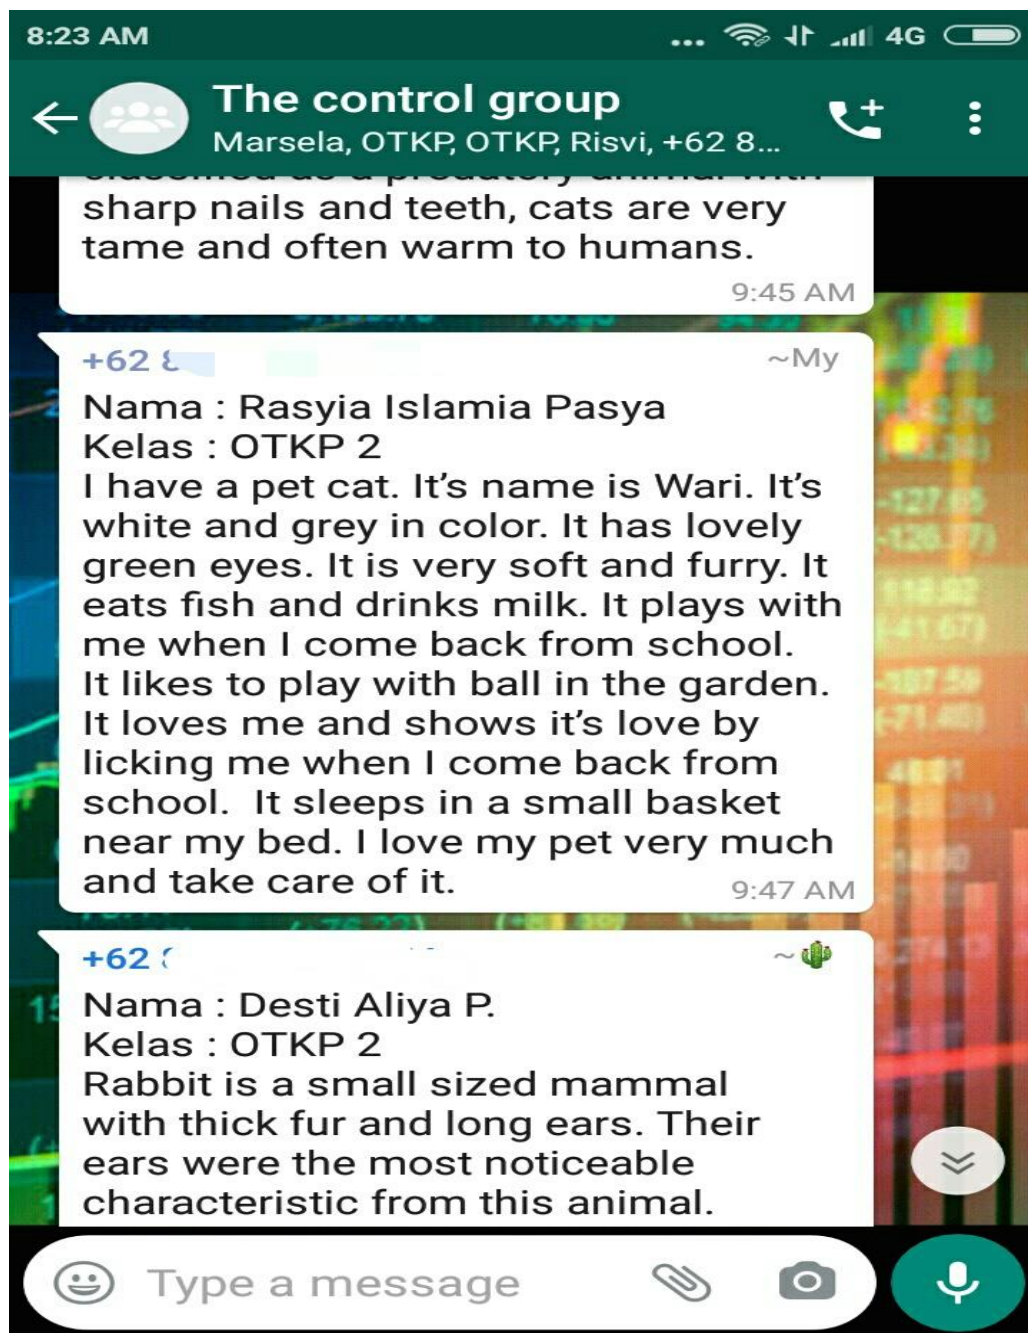 8:23 AM
... 4G
The control group
Marsela, OTKP, OTKP, Risvi, +62 8...
classified as a predatory animal with
sharp nails and teeth, cats are very
tame and often warm to humans.
9:45 AM
+62 ~My
Nama : Rasyia Islamia Pasya
Kelas : OTKP 2
I have a pet cat. It’s name is Wari. It’s
white and grey in color. It has lovely
green eyes. It is very soft and furry. It
eats fish and drinks milk. It plays with
me when I come back from school.
It likes to play with ball in the garden.
It loves me and shows it’s love by
licking me when I come back from
school.  It sleeps in a small basket
near my bed. I love my pet very much
and take care of it.
9:47 AM
+62 ~🌵
Nama : Desti Aliya P.
Kelas : OTKP 2
Rabbit is a small sized mammal
with thick fur and long ears. Their
ears were the most noticeable
characteristic from this animal.
Type a message